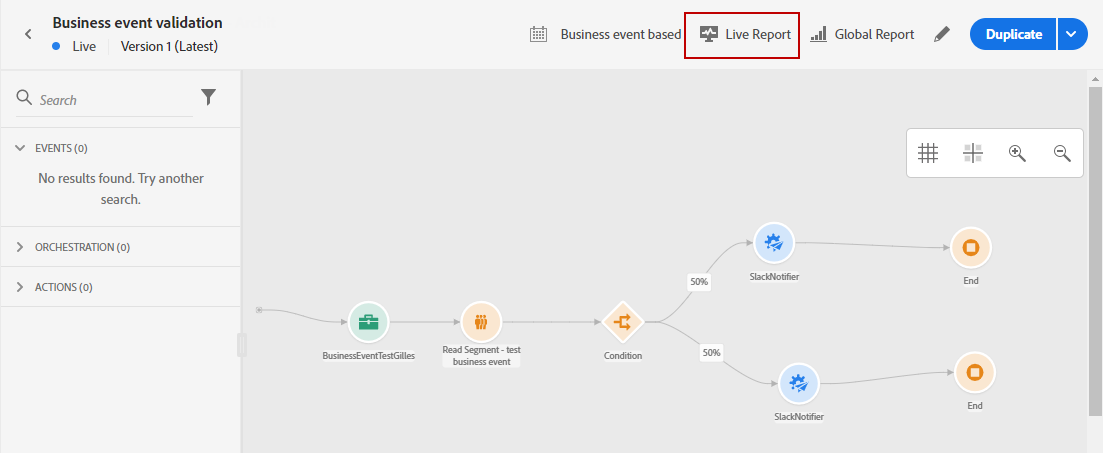 Business event validation
Live
Version 1 (Latest)
Business event based
Live Report
Global Report
Duplicate
Search
EVENTS (0)
No results found. Try another
search.
ORCHESTRATION (0)
ACTIONS (0)
BusinessEventTestGilles
Read Segment - test
business event
Condition
50%
50%
SlackNotifier
End
SlackNotifier
End